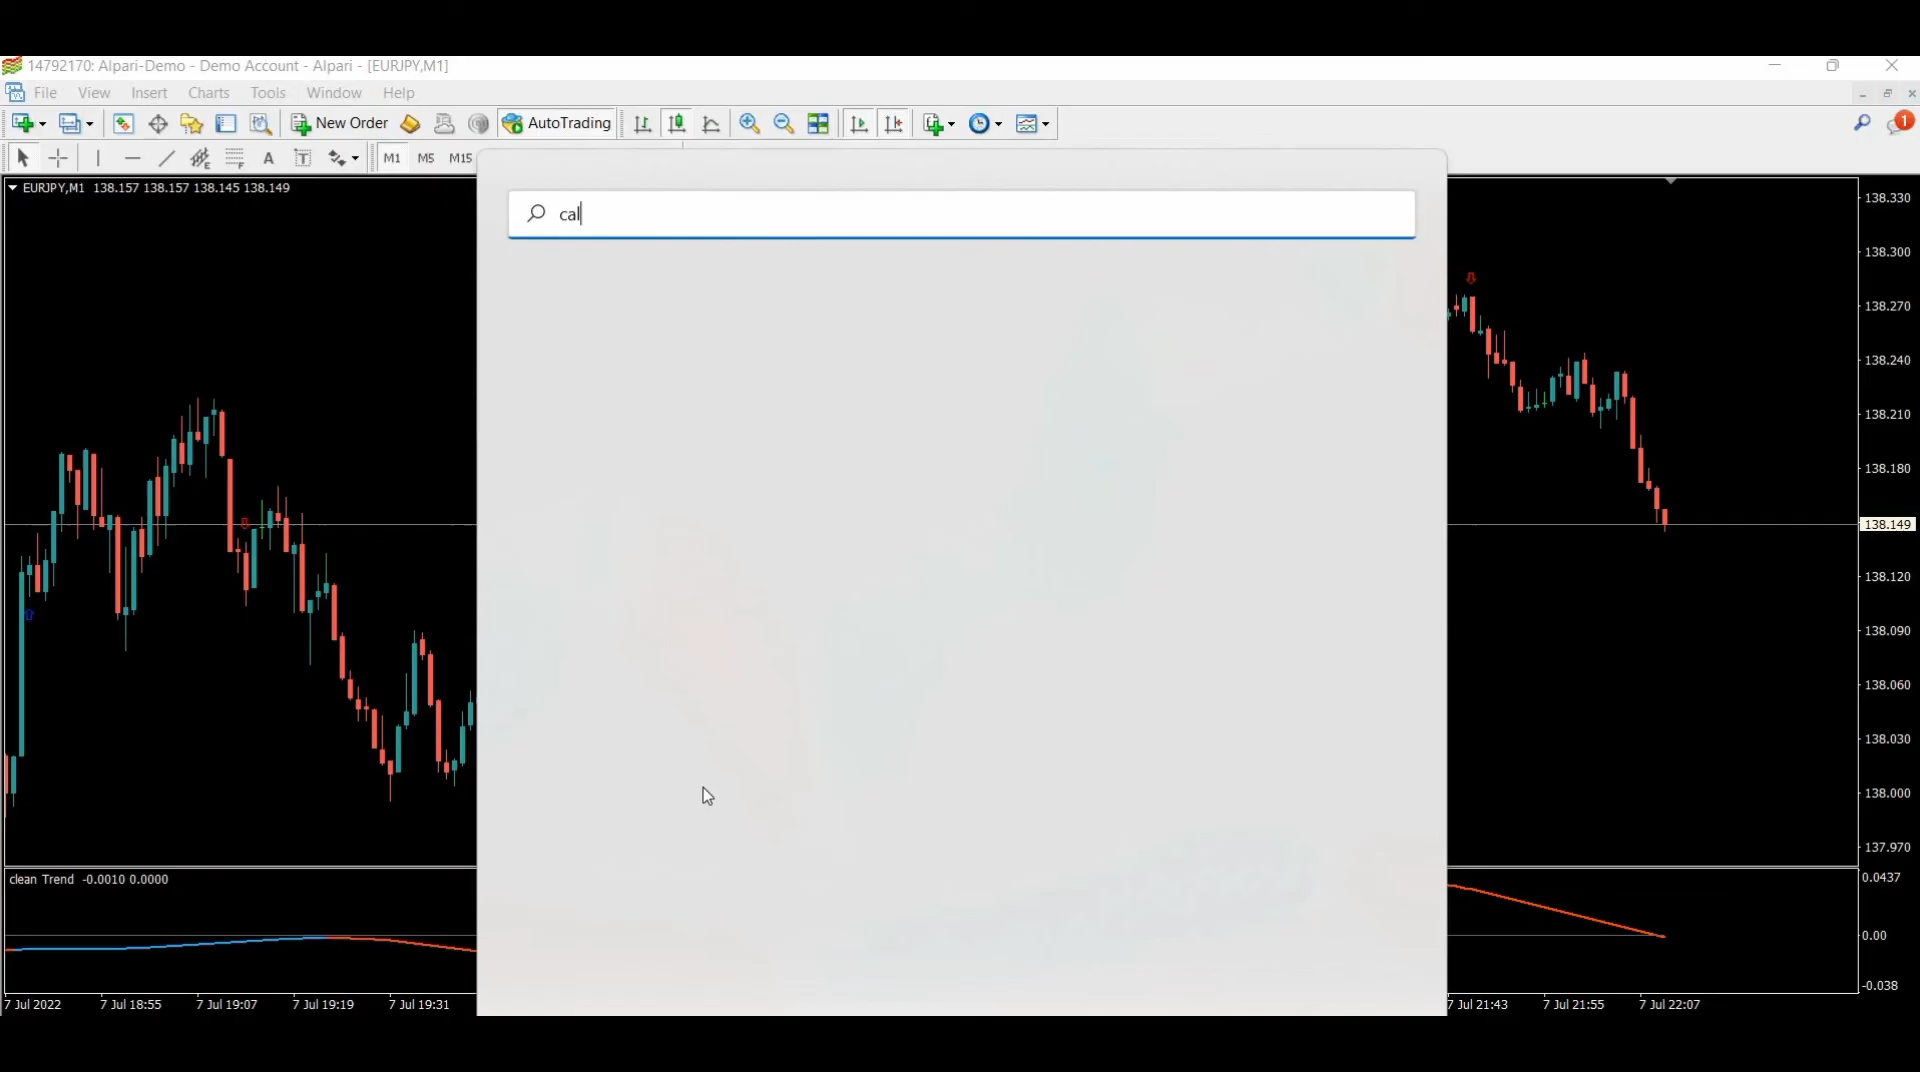 14792170: Alpari-Demo - Demo Account - Alpari - [EURJPY,M1]
File View Insert Charts Tools Window Help
New Order AutoTrading 1
A T M1 M5 M15
EURJPY,M1 138.157 138.157 138.145 138.149
cal
138.330
138.300
138.270
138.240
138.210
138.180
138.149
138.120
138.090
138.060
138.030
138.000
137.970
clean Trend -0.0010 0.0000
0.0437
0.00
-0.038
7 Jul 2022 7 Jul 18:55 7 Jul 19:07 7 Jul 19:19 7 Jul 19:31 7 Jul 21:43 7 Jul 21:55 7 Jul 22:07